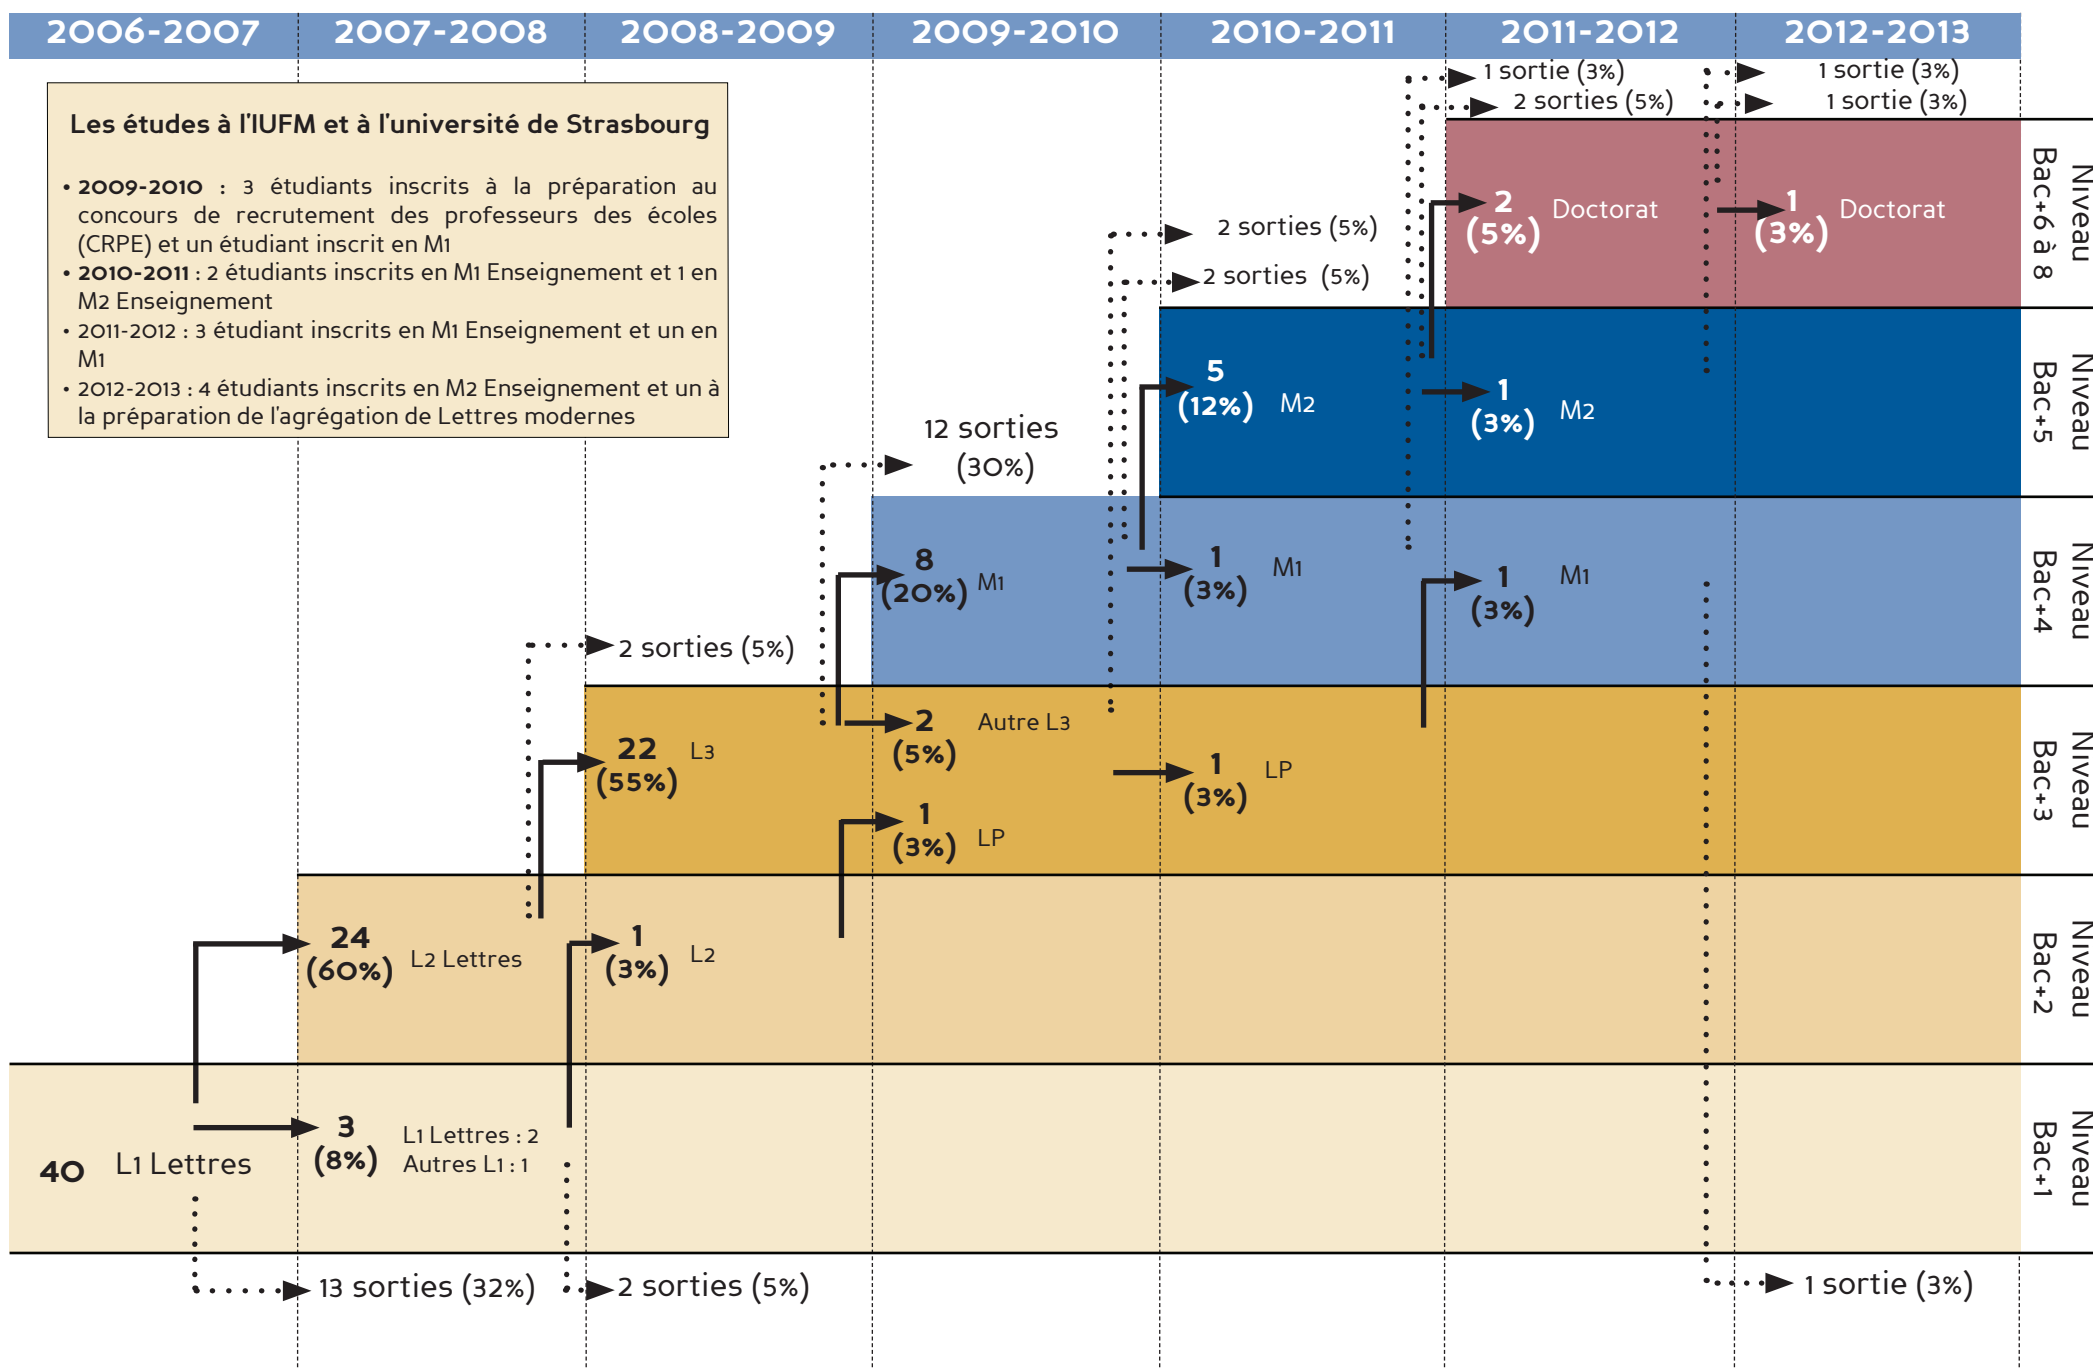 2006-2007
2007-2008
2008-2009
2009-2010
2010-2011
2011-2012
2012-2013
Les études à l'IUFM et à l'université de Strasbourg
• 2009-2010 : 3 étudiants inscrits à la préparation au
concours de recrutement des professeurs des écoles
(CRPE) et un étudiant inscrit en M1
• 2010-2011 : 2 étudiants inscrits en M1 Enseignement et 1 en
M2 Enseignement
• 2011-2012 : 3 étudiant inscrits en M1 Enseignement et un en
M1
• 2012-2013 : 4 étudiants inscrits en M2 Enseignement et un à
la préparation de l'agrégation de Lettres modernes
1 sortie (3%)
2 sorties (5%)
1 sortie (3%)
1 sortie (3%)
2
(5%)
Doctorat
1
(3%)
Doctorat
Niveau
Bac+6 à 8
2 sorties (5%)
2 sorties (5%)
5
(12%)
M2
1
(3%)
M2
Niveau
Bac+5
12 sorties
(30%)
8
(20%)
M1
1
(3%)
M1
1
(3%)
M1
Niveau
Bac+4
2 sorties (5%)
22
(55%)
L3
2
(5%)
Autre L3
1
(3%)
LP
1
(3%)
LP
Niveau
Bac+3
24
(60%)
L2 Lettres
1
(3%)
L2
Niveau
Bac+2
40
L1 Lettres
3
(8%)
L1 Lettres : 2
Autres L1 : 1
Niveau
Bac+1
13 sorties (32%)
2 sorties (5%)
1 sortie (3%)